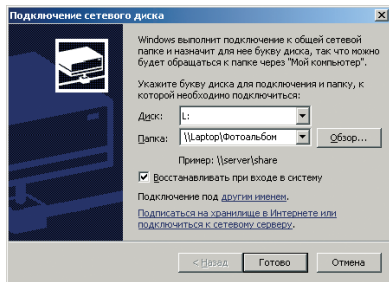 Подключение сетевого диска
Windows выполнит подключение к общей сетевой
папке и назначит для нее букву диска, так что можно
будет обращаться к папке через "Мой компьютер".
Укажите букву диска для подключения и папку, к
которой необходимо подключиться:
Диск: L:
Папка: \\Laptop\Фотоальбом Обзор...
Пример: \\server\share
Восстанавливать при входе в систему
Подключение под другим именем.
Подписаться на хранилище в Интернете или
подключиться к сетевому серверу.
< Назад Готово Отмена